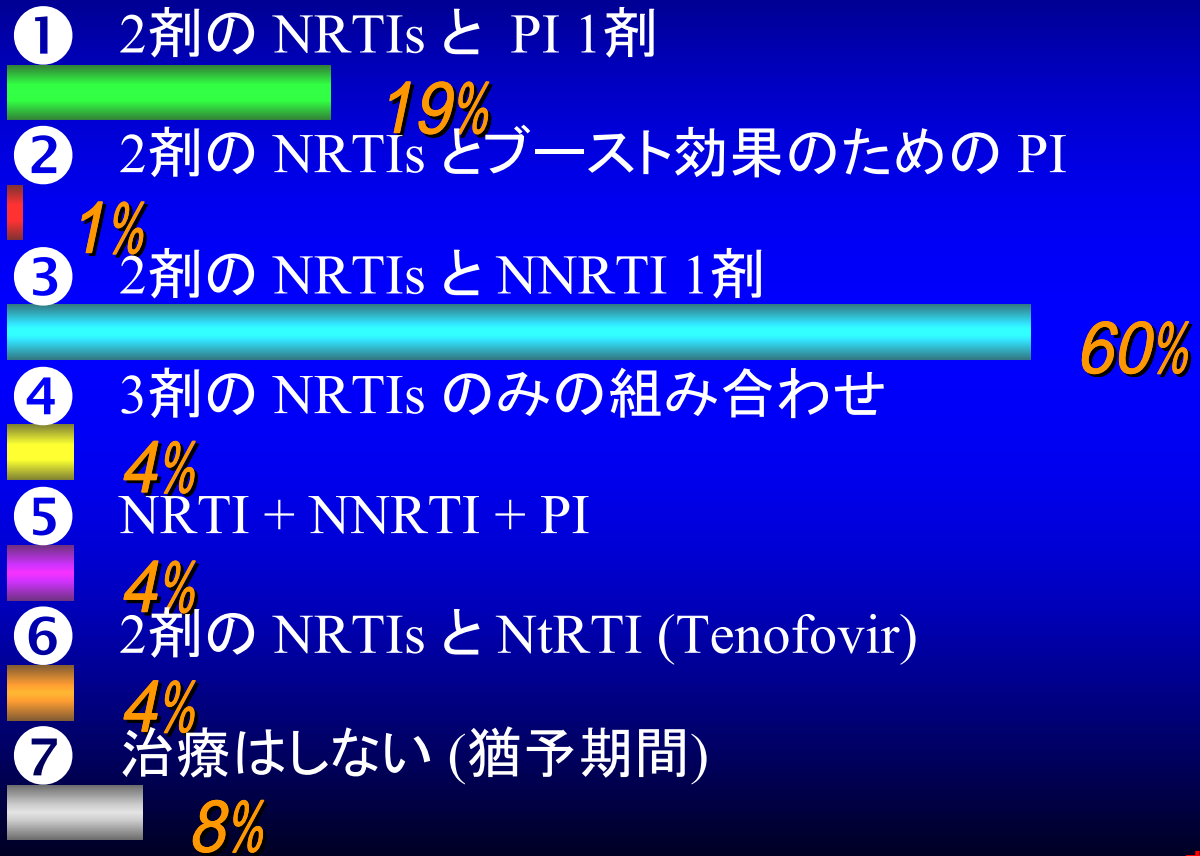 ❶ 2剤の NRTIs と PI 1剤
19%
❷ 2剤の NRTIs とブースト効果のための PI
1%
❸ 2剤の NRTIs と NNRTI 1剤
60%
❹ 3剤の NRTIs のみの組み合わせ
4%
❺ NRTI + NNRTI + PI
4%
❻ 2剤の NRTIs と NtRTI (Tenofovir)
4%
❼ 治療はしない (猶予期間)
8%